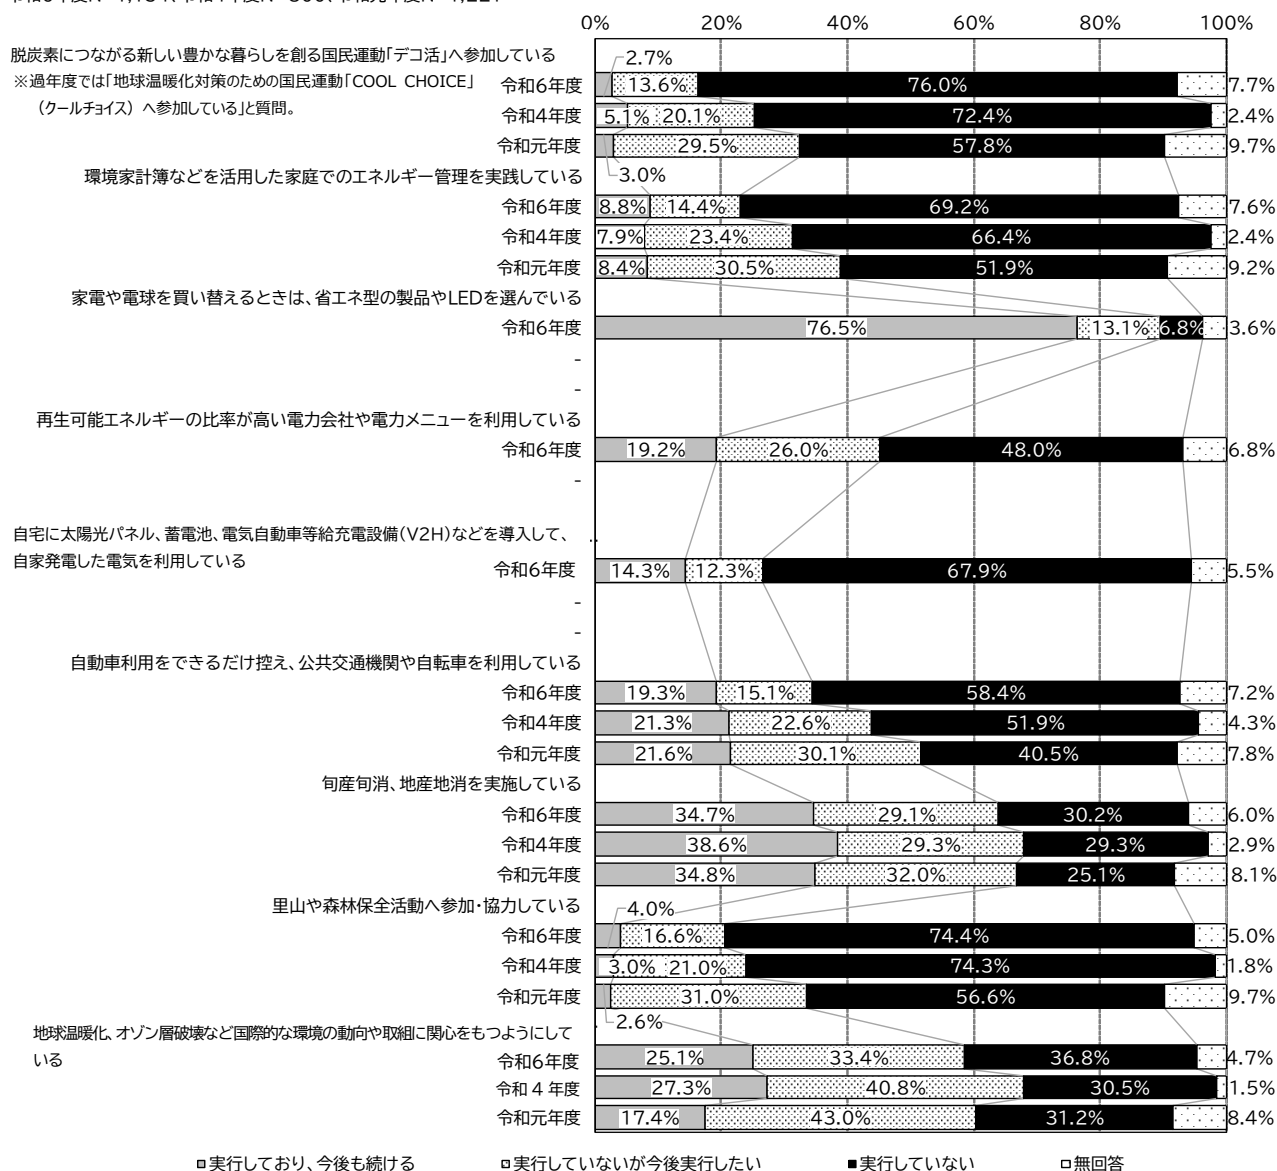 0% 20% 40% 60% 80% 100%
脱炭素につながる新しい豊かな暮らしを創る国民運動「デコ活」へ参加している
※過年度では「地球温暖化対策のための国民運動「COOL CHOICE」
（クールチョイス）へ参加している」と質問。
2.7%
令和6年度 13.6% 76.0% 7.7%
令和4年度 5.1% 20.1% 72.4% 2.4%
令和元年度 29.5% 57.8% 9.7%
3.0%
環境家計簿などを活用した家庭でのエネルギー管理を実践している
令和6年度 8.8% 14.4% 69.2% 7.6%
令和4年度 7.9% 23.4% 66.4% 2.4%
令和元年度 8.4% 30.5% 51.9% 9.2%
家電や電球を買い替えるときは、省エネ型の製品やLEDを選んでいる
令和6年度 76.5% 13.1% 6.8% 3.6%
-
-
再生可能エネルギーの比率が高い電力会社や電力メニューを利用している
令和6年度 19.2% 26.0% 48.0% 6.8%
-
自宅に太陽光パネル、蓄電池、電気自動車等給充電設備(V2H)などを導入して、
自家発電した電気を利用している
令和6年度 14.3% 12.3% 67.9% 5.5%
-
-
自動車利用をできるだけ控え、公共交通機関や自転車を利用している
令和6年度 19.3% 15.1% 58.4% 7.2%
令和4年度 21.3% 22.6% 51.9% 4.3%
令和元年度 21.6% 30.1% 40.5% 7.8%
旬産旬消、地産地消を実施している
令和6年度 34.7% 29.1% 30.2% 6.0%
令和4年度 38.6% 29.3% 29.3% 2.9%
令和元年度 34.8% 32.0% 25.1% 8.1%
里山や森林保全活動へ参加・協力している
4.0%
令和6年度 16.6% 74.4% 5.0%
令和4年度 3.0% 21.0% 74.3% 1.8%
令和元年度 31.0% 56.6% 9.7%
2.6%
地球温暖化、オゾン層破壊など国際的な環境の動向や取組に関心をもつようにして
いる
令和6年度 25.1% 33.4% 36.8% 4.7%
令和４年度 27.3% 40.8% 30.5% 1.5%
令和元年度 17.4% 43.0% 31.2% 8.4%
実行しており、今後も続ける 実行していないが今後実行したい 実行していない 無回答